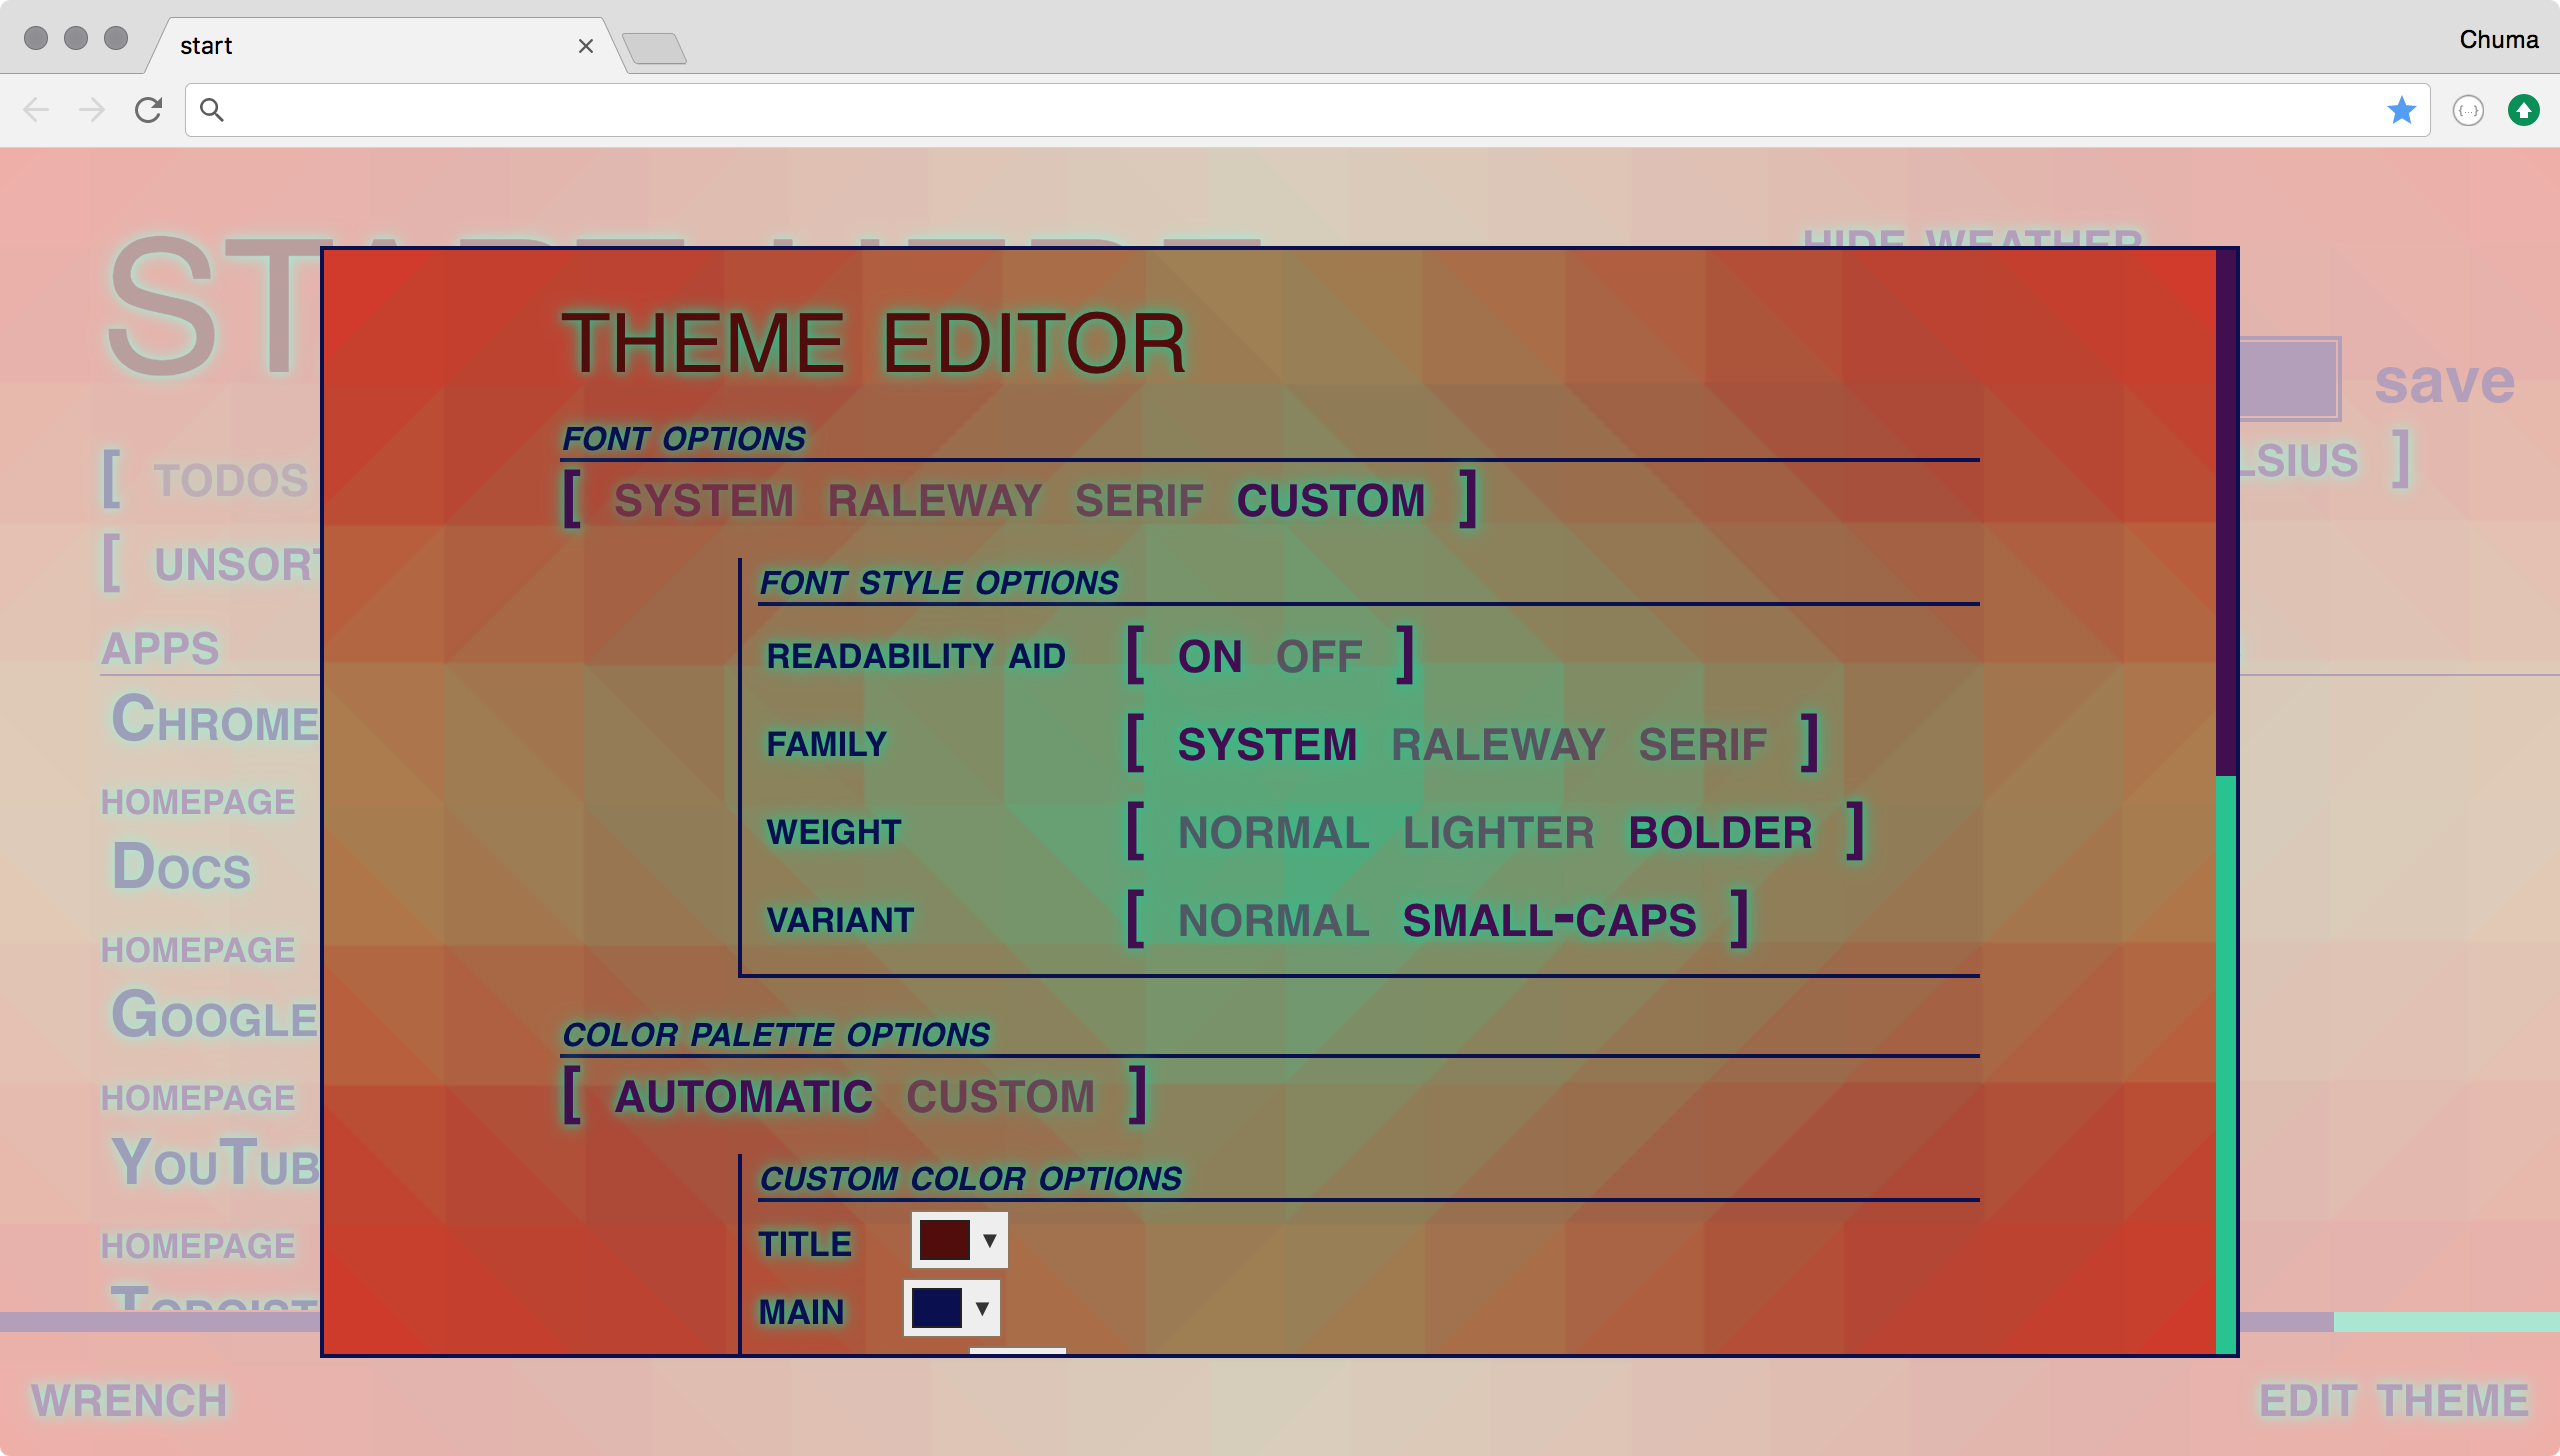 start
Chuma
{...}
HIDE WEATHER
THEME EDITOR
save
FONT OPTIONS
[ TODOS
[ SYSTEM RALEWAY SERIF CUSTOM ]
]
[ UNSORT
FONT STYLE OPTIONS
READABILITY AID [ ON OFF ]
APPS
FAMILY [ SYSTEM RALEWAY SERIF ]
CHROME
HOMEPAGE
WEIGHT [ NORMAL LIGHTER BOLDER ]
DOCS
VARIANT [ NORMAL SMALL-CAPS ]
HOMEPAGE
GOOGLE
COLOR PALETTE OPTIONS
[ AUTOMATIC CUSTOM ]
HOMEPAGE
YOUTUB
CUSTOM COLOR OPTIONS
TITLE
HOMEPAGE
MAIN
WRENCH
EDIT THEME